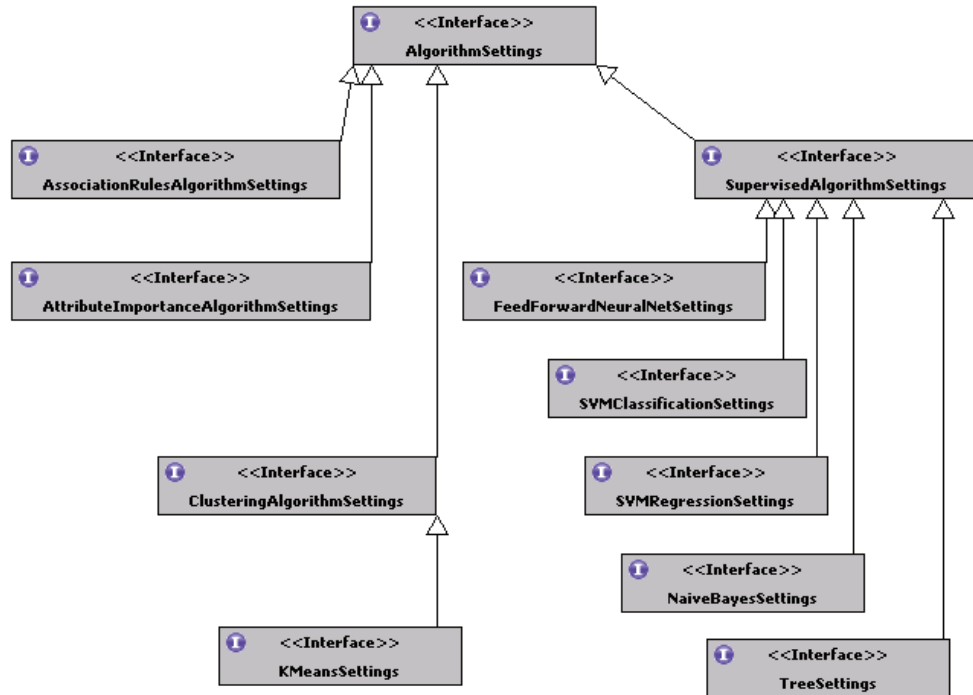 I <<Interface>>
AlgorithmSettings
I <<Interface>>
AssociationRulesAlgorithmSettings
I <<Interface>>
SupervisedAlgorithmSettings
I <<Interface>>
AttributeImportanceAlgorithmSettings
I <<Interface>>
FeedForwardNeuralNetSettings
I <<Interface>>
SVMClassificationSettings
I <<Interface>>
ClusteringAlgorithmSettings
I <<Interface>>
SVMRegressionSettings
I <<Interface>>
NaiveBayesSettings
I <<Interface>>
KMeansSettings
I <<Interface>>
TreeSettings